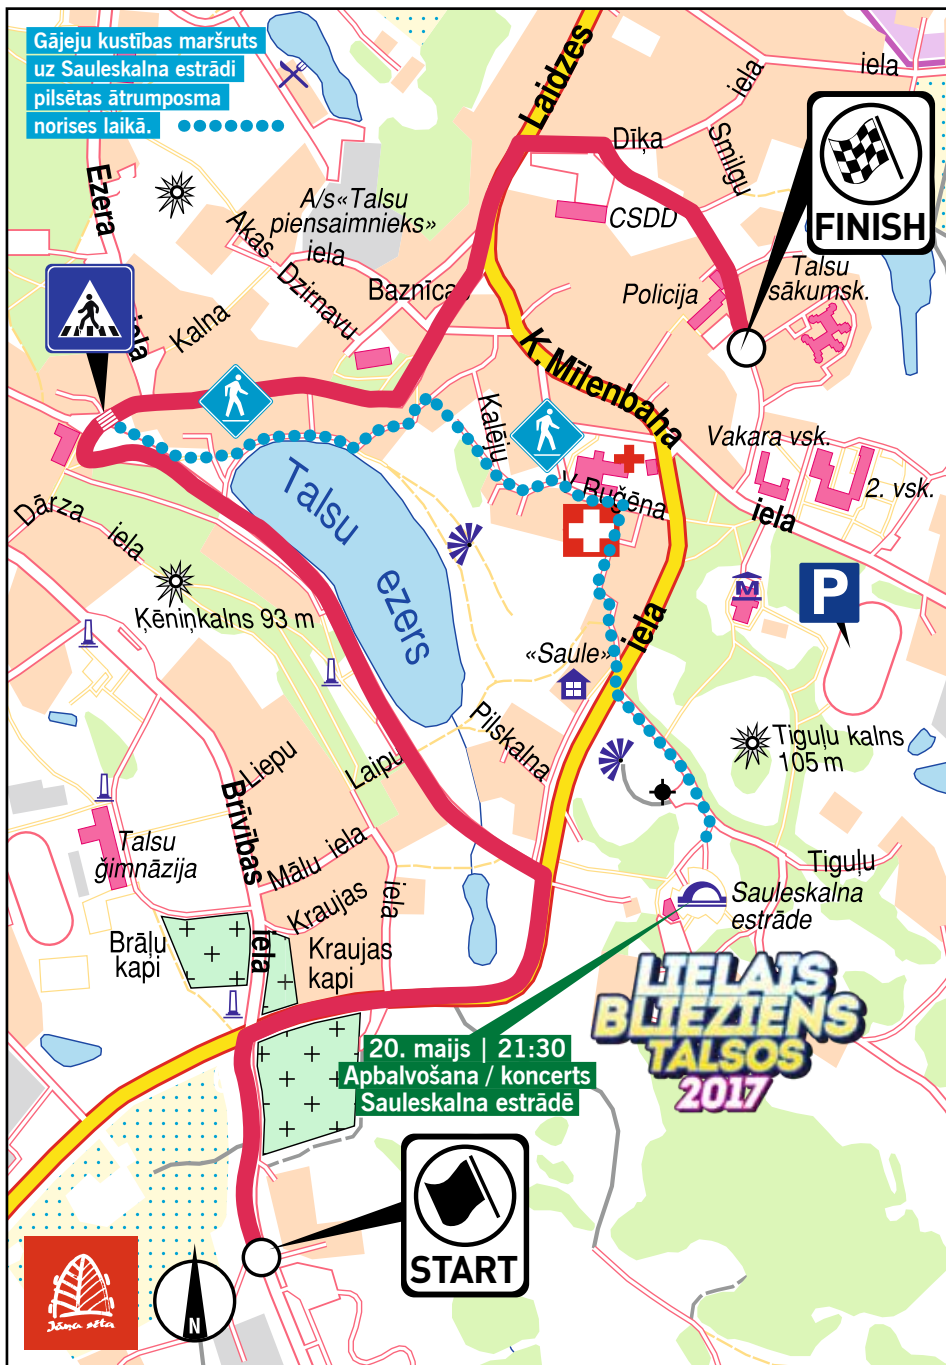 Gājeju kustības maršruts
uz Sauleskalna estrādi
pilsētas ātrumposma
norises laikā.
Laidzes
iela
iela
Dīķa
Smilgu
FINISH
Ezera
iela
A/s«Talsu
piensaimnieks»
Akas
iela
Dzirnavu
Baznīcas
CSDD
Policija
Talsu
sākumsk.
Kalna
K. Mīlenbaha
iela
Kalēju
V. Ruģēna
Vakara vsk.
2. vsk.
iela
Dārza
iela
Talsu
ezers
Ķēniņkalns 93 m
M
P
«Saule»
Pilskalna
Tiguļu kalns
105 m
Liepu
Laipu
iela
Brīvības
iela
Talsu
ģimnāzija
Mālu iela
Kraujas
Tiguļu
Sauleskalna
estrāde
Brāļu
kapi
Kraujas
kapi
LIELAIS
BLIEZIENS
TALSOS
2017
20. maijs | 21:30
Apbalvošana / koncerts
Sauleskalna estrādē
START
Jāņa sēta
N